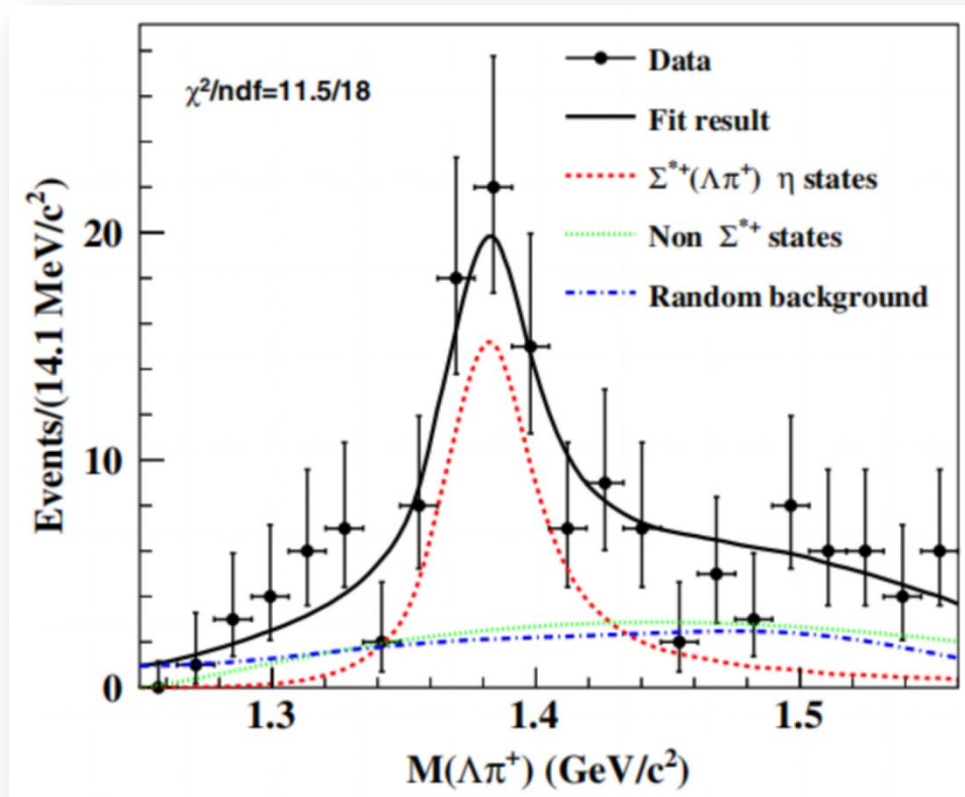 χ²/ndf=11.5/18
Data
Fit result
Σ*⁺(Λπ⁺) η states
Non Σ*⁺ states
Random background
Events/(14.1 MeV/c²)
20
10
0
1.3 1.4 1.5
M(Λπ⁺) (GeV/c²)